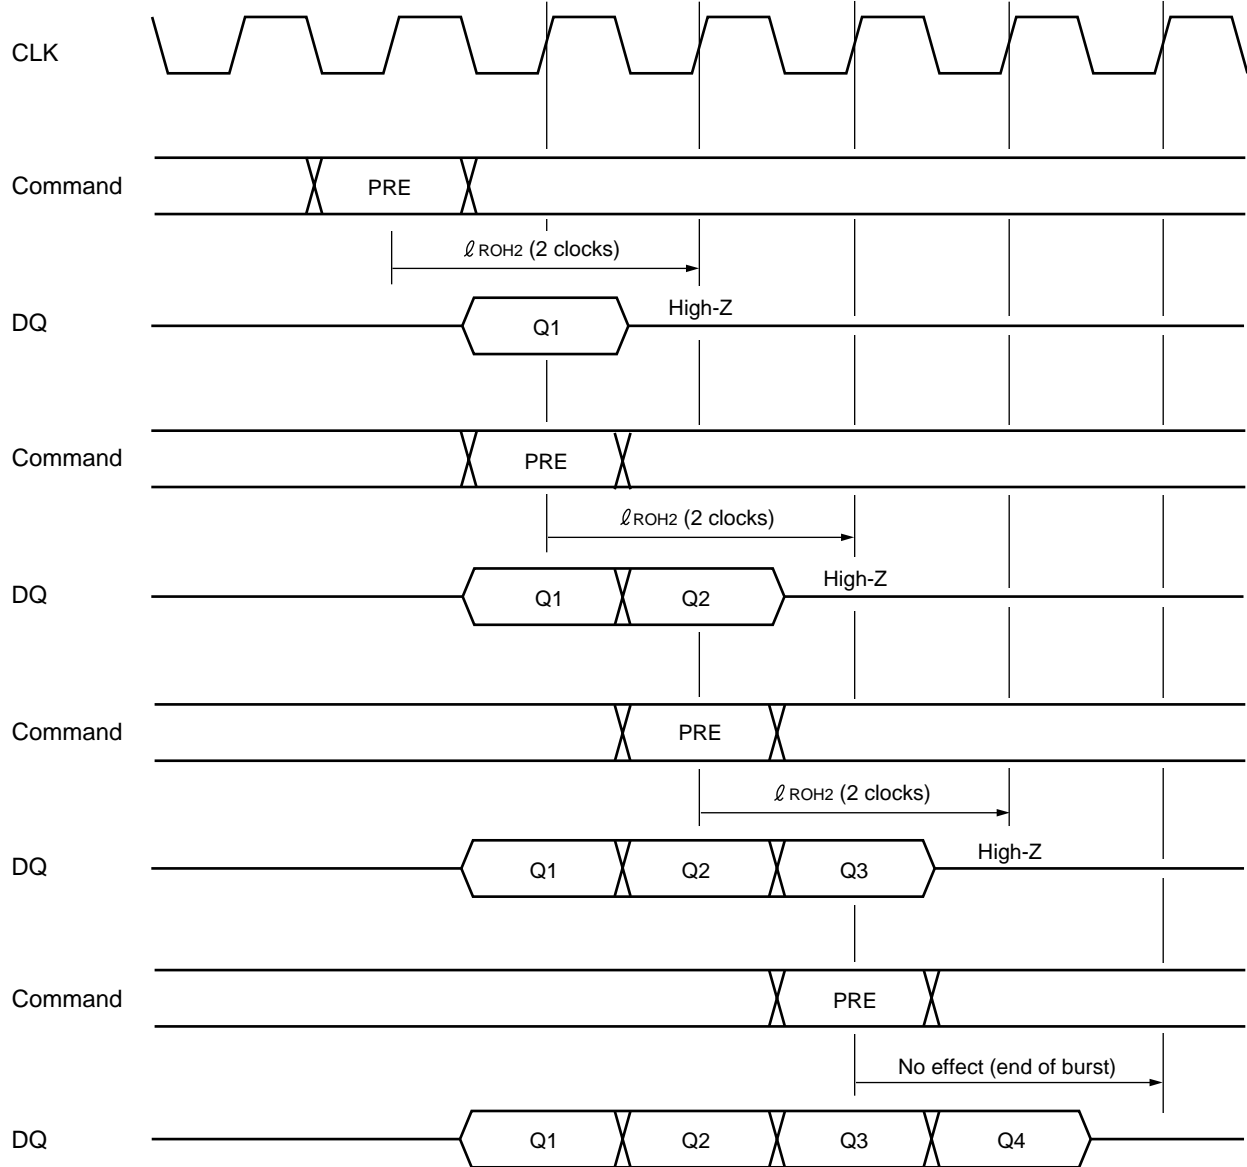 CLK
Command
PRE
ℓROH2 (2 clocks)
DQ
Q1
High-Z
Command
PRE
ℓROH2 (2 clocks)
DQ
Q1 Q2
High-Z
Command
PRE
ℓROH2 (2 clocks)
DQ
Q1 Q2 Q3
High-Z
Command
PRE
No effect (end of burst)
DQ
Q1 Q2 Q3 Q4